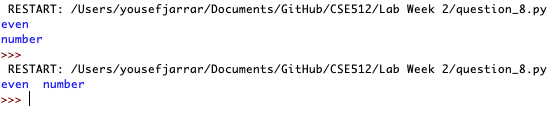 RESTART: /Users/yousefjarrar/Documents/GitHub/CSE512/Lab Week 2/question_8.py
even
number
>>>
RESTART: /Users/yousefjarrar/Documents/GitHub/CSE512/Lab Week 2/question_8.py
even  number
>>>